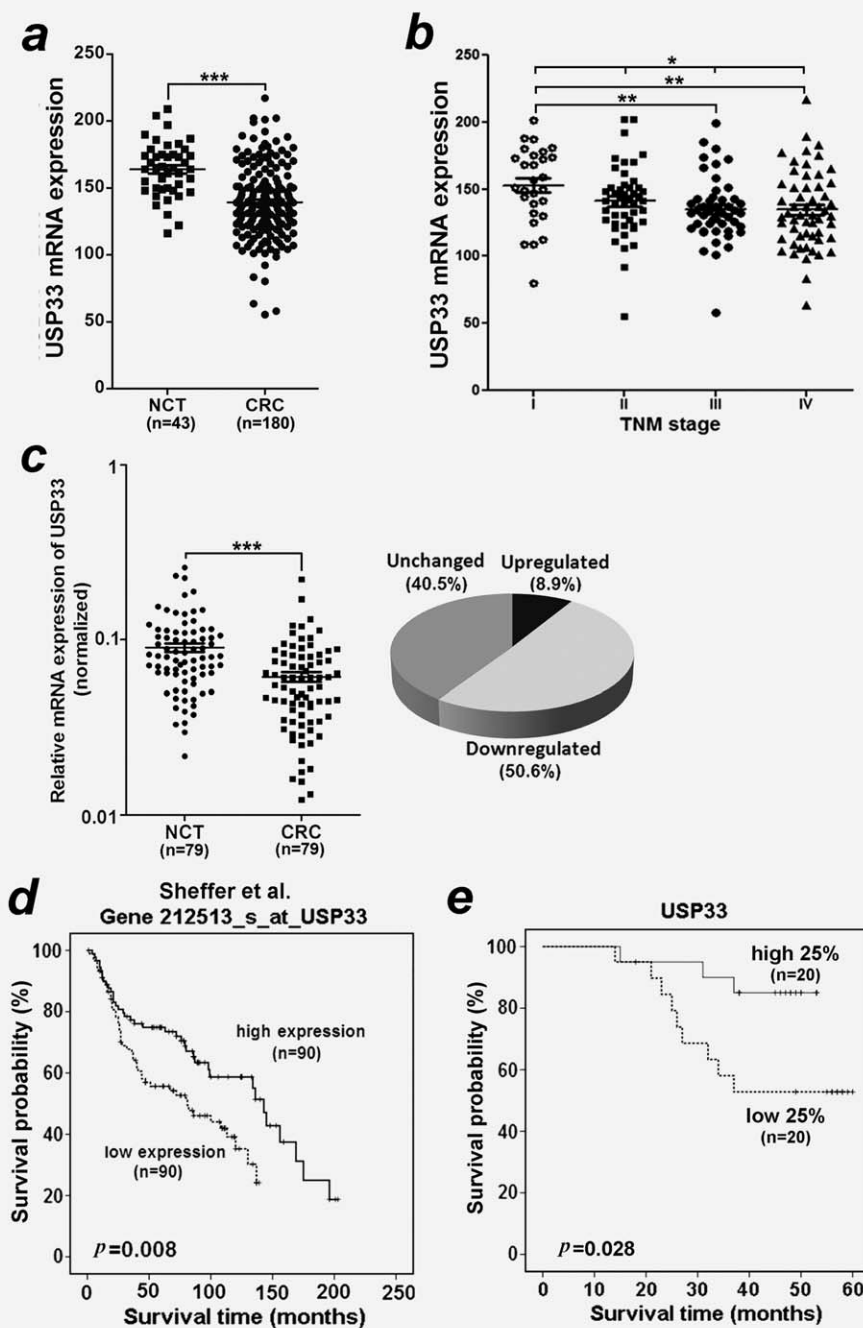 a
USP33 mRNA expression
250
200
150
100
50
0
***
NCT
(n=43)
CRC
(n=180)
b
USP33 mRNA expression
250
200
150
100
50
0
*
**
**
I
II
III
IV
TNM stage
c
Relative mRNA expression of USP33
(normalized)
1
0.1
0.01
***
NCT
(n=79)
CRC
(n=79)
Unchanged
(40.5%)
Upregulated
(8.9%)
Downregulated
(50.6%)
d
Sheffer et al.
Gene 212513_s_at_USP33
Survival probability (%)
100
80
60
40
20
0
high expression
(n=90)
low expression
(n=90)
p=0.008
0
50
100
150
200
250
Survival time (months)
e
USP33
Survival probability (%)
100
80
60
40
20
0
high 25%
(n=20)
low 25%
(n=20)
p=0.028
0
10
20
30
40
50
60
Survival time (months)